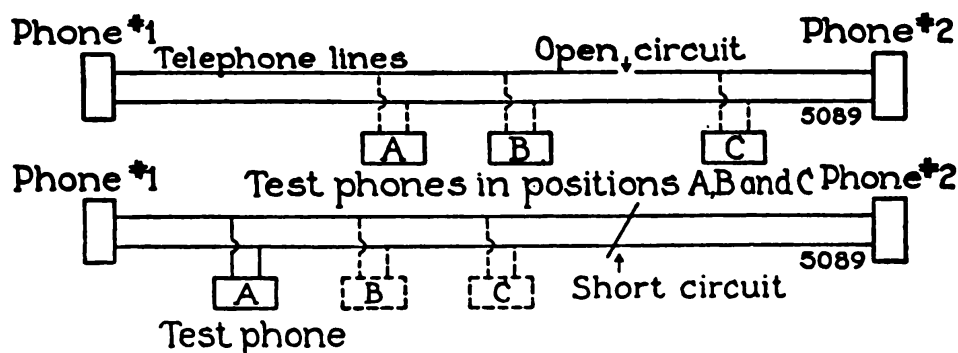 Phone #1
Phone #2
Telephone lines
Open circuit
5089
A
B
C
Test phones in positions A,B and C
Phone #1
Phone #2
5089
A
B
C
Short circuit
Test phone